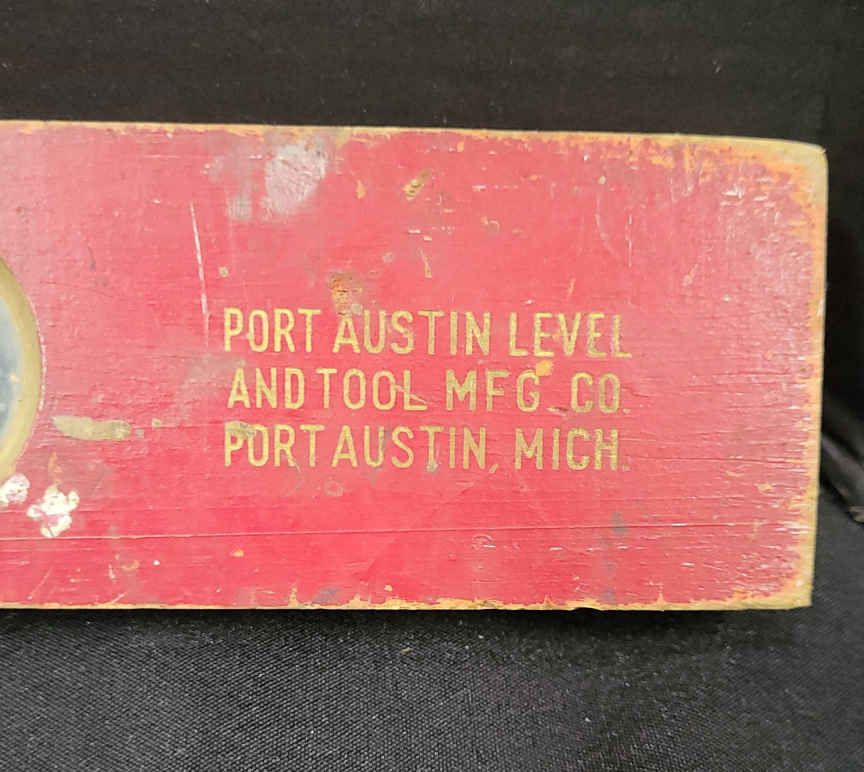 PORT AUSTIN LEVEL
AND TOOL MFG. CO.
PORT AUSTIN, MICH.